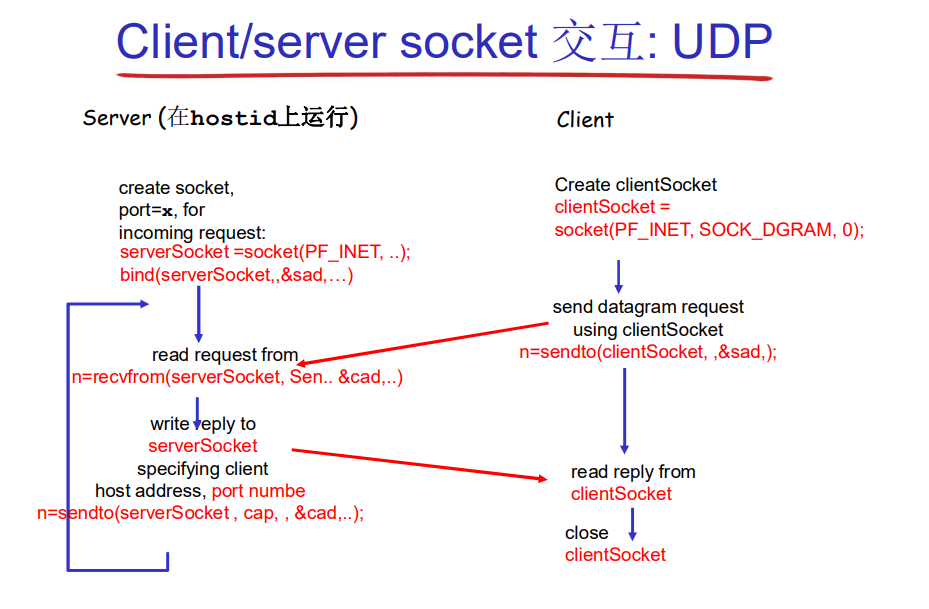 Client/server socket 交互: UDP
Server (在hostid上运行)
create socket,
port=x, for
incoming request:
serverSocket =socket(PF_INET, ..);
bind(serverSocket,,&sad,…)
read request from
n=recvfrom(serverSocket, Sen.. &cad,..)
write reply to
serverSocket
specifying client
host address, port numbe
n=sendto(serverSocket , cap, , &cad,..);
Client
Create clientSocket
clientSocket =
socket(PF_INET, SOCK_DGRAM, 0);
send datagram request
using clientSocket
n=sendto(clientSocket, ,&sad,);
read reply from
clientSocket
close
clientSocket